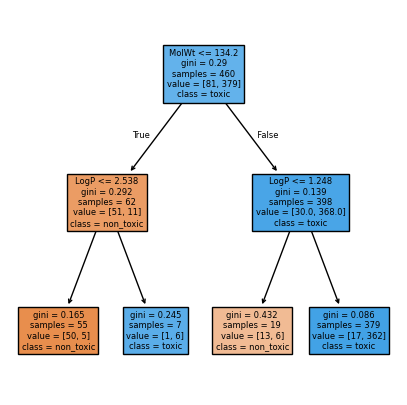 MolWt <= 134.2
gini = 0.29
samples = 460
value = [81, 379]
class = toxic
True
False
LogP <= 2.538
gini = 0.292
samples = 62
value = [51, 11]
class = non_toxic
LogP <= 1.248
gini = 0.139
samples = 398
value = [30.0, 368.0]
class = toxic
gini = 0.165
samples = 55
value = [50, 5]
class = non_toxic
gini = 0.245
samples = 7
value = [1, 6]
class = toxic
gini = 0.432
samples = 19
value = [13, 6]
class = non_toxic
gini = 0.086
samples = 379
value = [17, 362]
class = toxic